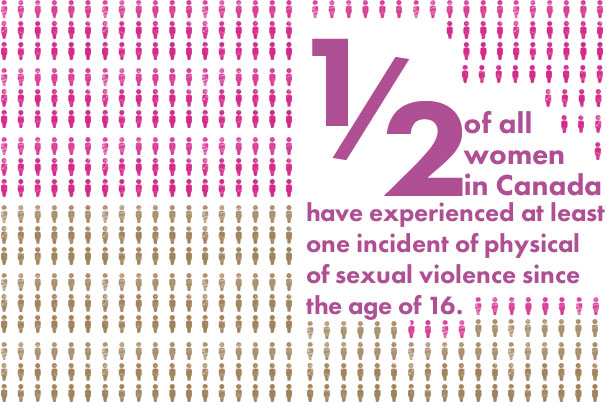 1/2
of all
women
in Canada
have experienced at least
one incident of physical
of sexual violence since
the age of 16.